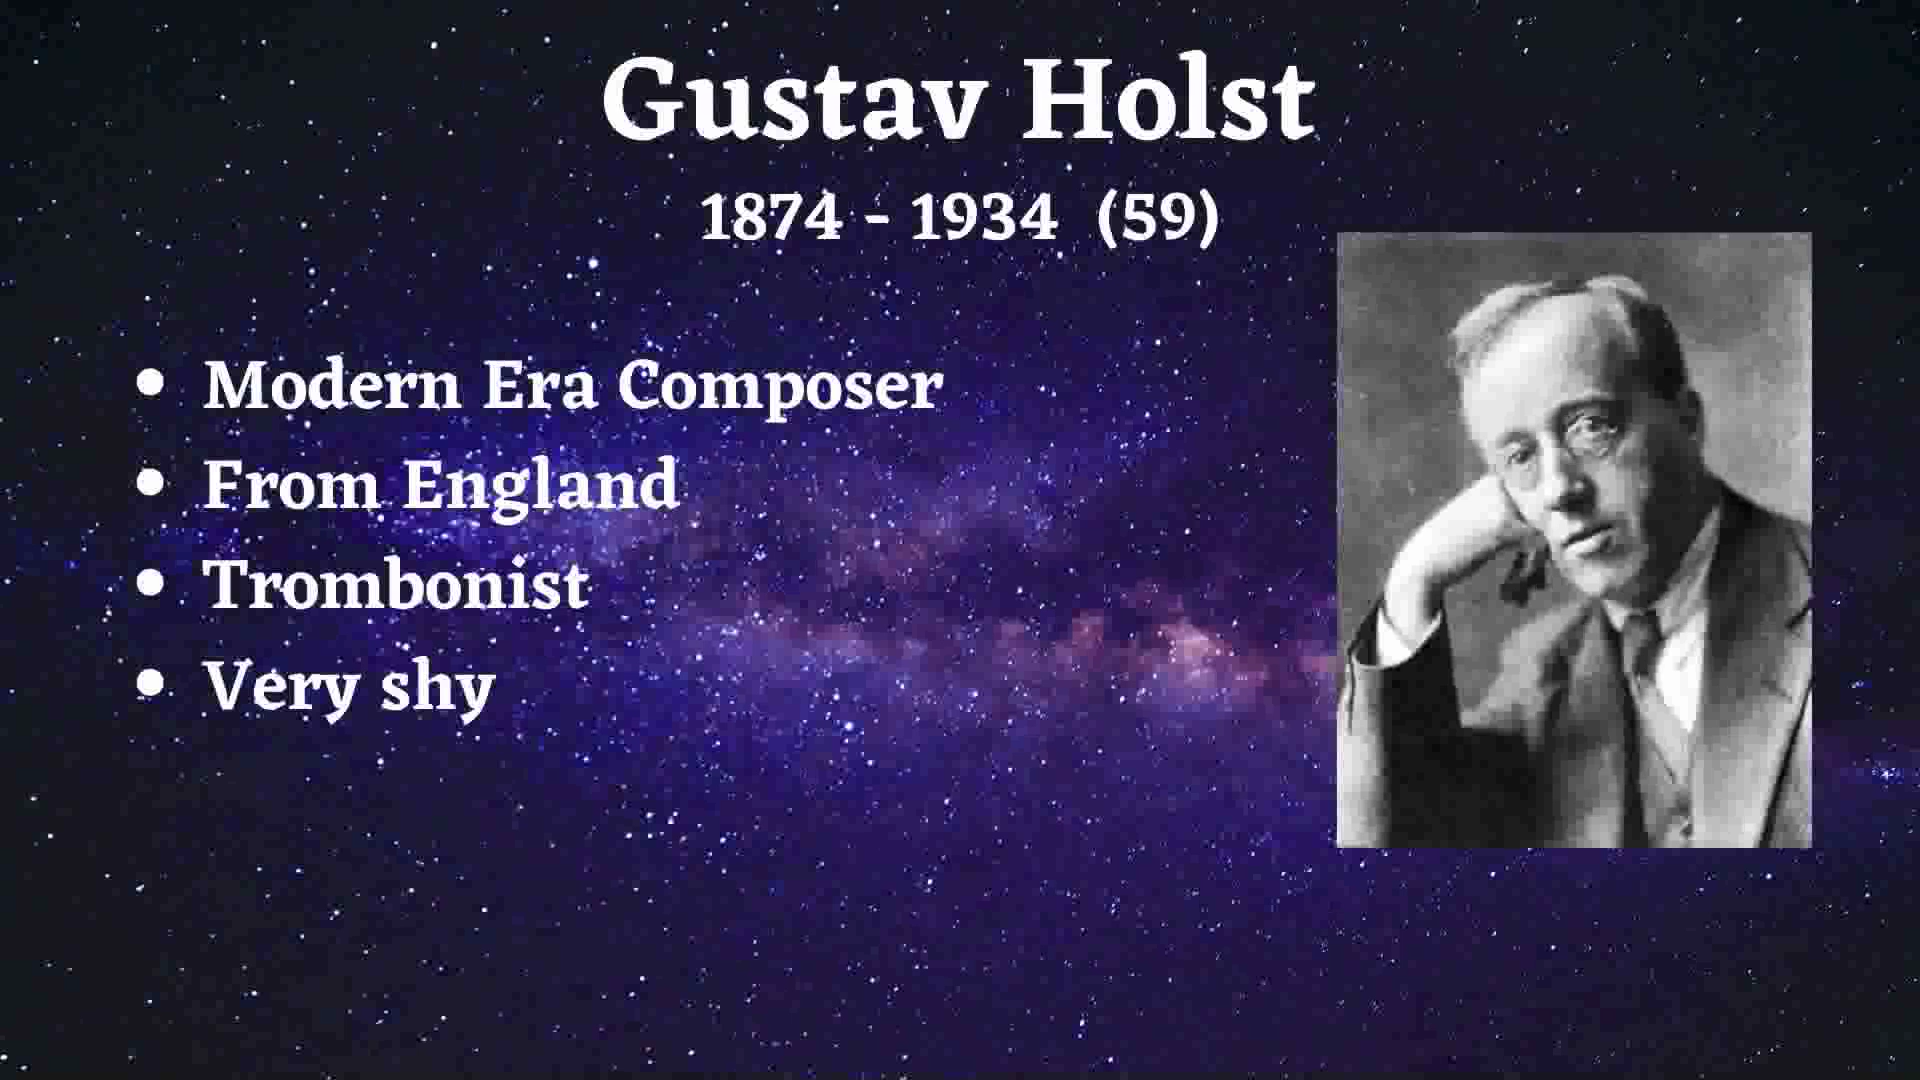 Gustav Holst
1874 - 1934 (59)
• Modern Era Composer
• From England
• Trombonist
• Very shy